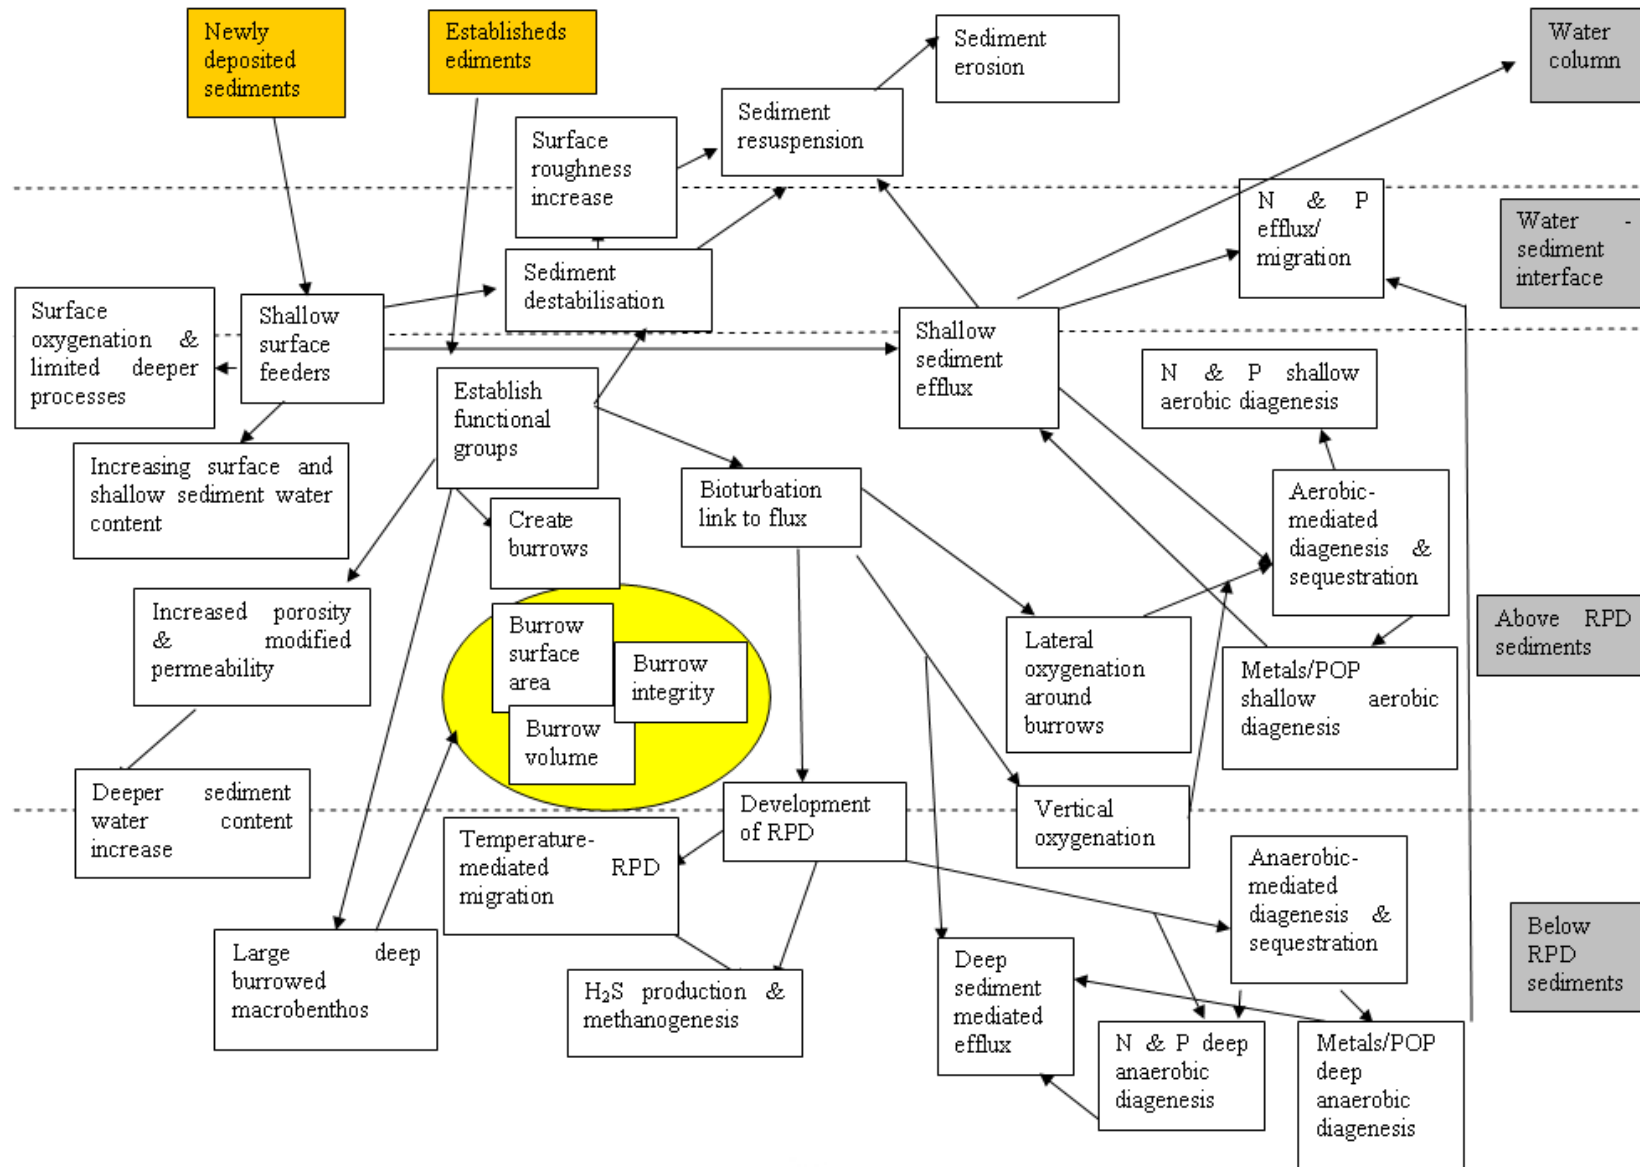 Newly
deposited
sediments
Establisheds
ediments
Sediment
erosion
Water
column
Sediment
resuspension
Surface
roughness
increase
N & P
efflux/
migration
Water -
sediment
interface
Sediment
destabilisation
Surface
oxygenation &
limited deeper
processes
Shallow
surface
feeders
Shallow
sediment
efflux
N & P shallow
aerobic diagenesis
Establish
functional
groups
Increasing surface and
shallow sediment water
content
Bioturbation
link to flux
Aerobic-
mediated
diagenesis &
sequestration
Create
burrows
Increased porosity
& modified
permeability
Burrow
surface
area
Burrow
integrity
Burrow
volume
Lateral
oxygenation
around
burrows
Metals/POP
shallow aerobic
diagenesis
Above RPD
sediments
Deeper sediment
water content
increase
Development
of RPD
Vertical
oxygenation
Temperature-
mediated RPD
migration
Anaerobic-
mediated
diagenesis &
sequestration
Below
RPD
sediments
Large deep
burrowed
macrobenthos
H₂S production &
methanogenesis
Deep
sediment
mediated
efflux
N & P deep
anaerobic
diagenesis
Metals/POP
deep
anaerobic
diagenesis